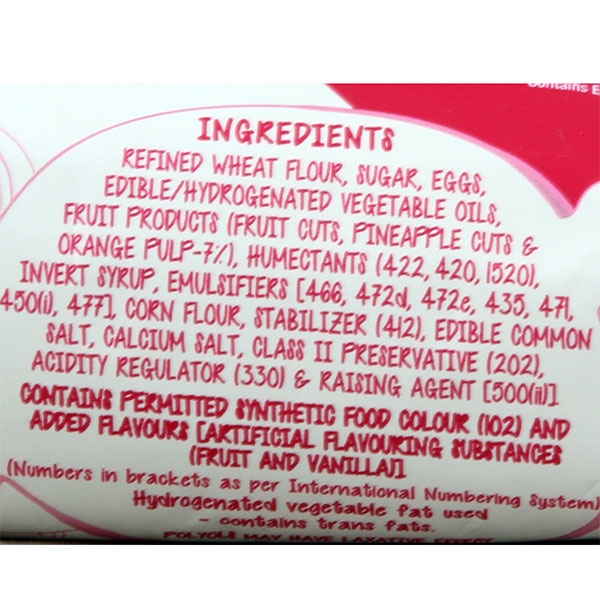 Contains E
INGREDIENTS
REFINED WHEAT FLOUR, SUGAR, EGGS,
EDIBLE/HYDROGENATED VEGETABLE OILS,
FRUIT PRODUCTS (FRUIT CUTS, PINEAPPLE CUTS &
ORANGE PULP-7%), HUMECTANTS (422, 420, 1520),
INVERT SYRUP, EMULSIFIERS [466, 472d, 472e, 435, 471,
450(i), 477], CORN FLOUR, STABILIZER (412), EDIBLE COMMON
SALT, CALCIUM SALT, CLASS II PRESERVATIVE (202),
ACIDITY REGULATOR (330) & RAISING AGENT [500(ii)]
CONTAINS PERMITTED SYNTHETIC FOOD COLOUR (102) AND
ADDED FLAVOURS [ARTIFICIAL FLAVOURING SUBSTANCES
(FRUIT AND VANILLA)]
(Numbers in brackets as per International Numbering System)
Hydrogenated vegetable fat used
- contains trans fats.
POLYOLS MAY HAVE LAXATIVE EFFECT